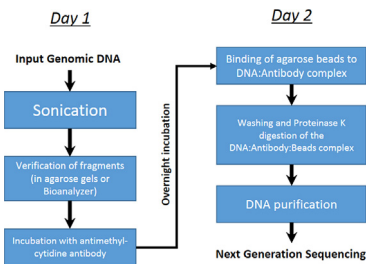 Day 1
Input Genomic DNA
Sonication
Verification of fragments
(in agarose gels or
Bioanalyzer)
Incubation with antimethyl-
cytidine antibody
Overnight incubation
Day 2
Binding of agarose beads to
DNA:Antibody complex
Washing and Proteinase K
digestion of the
DNA:Antibody:Beads complex
DNA purification
Next Generation Sequencing